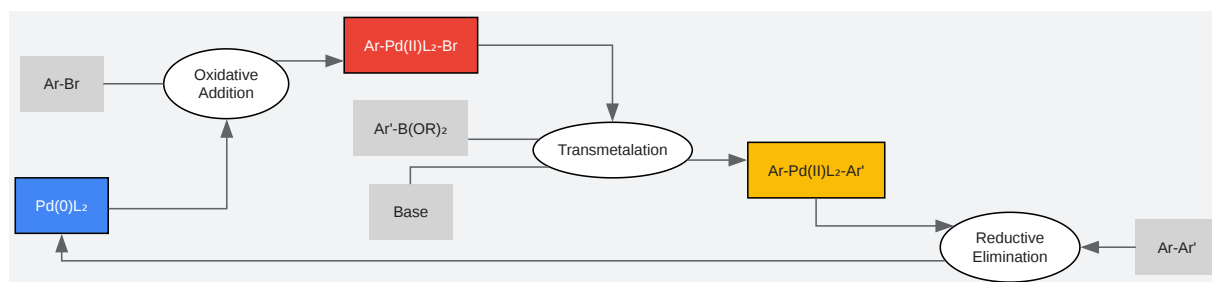 Ar-Pd(II)L₂-Br
Oxidative
Addition
Ar-Br
Ar'-B(OR)₂
Transmetalation
Ar-Pd(II)L₂-Ar'
Pd(0)L₂
Base
Reductive
Elimination
Ar-Ar'